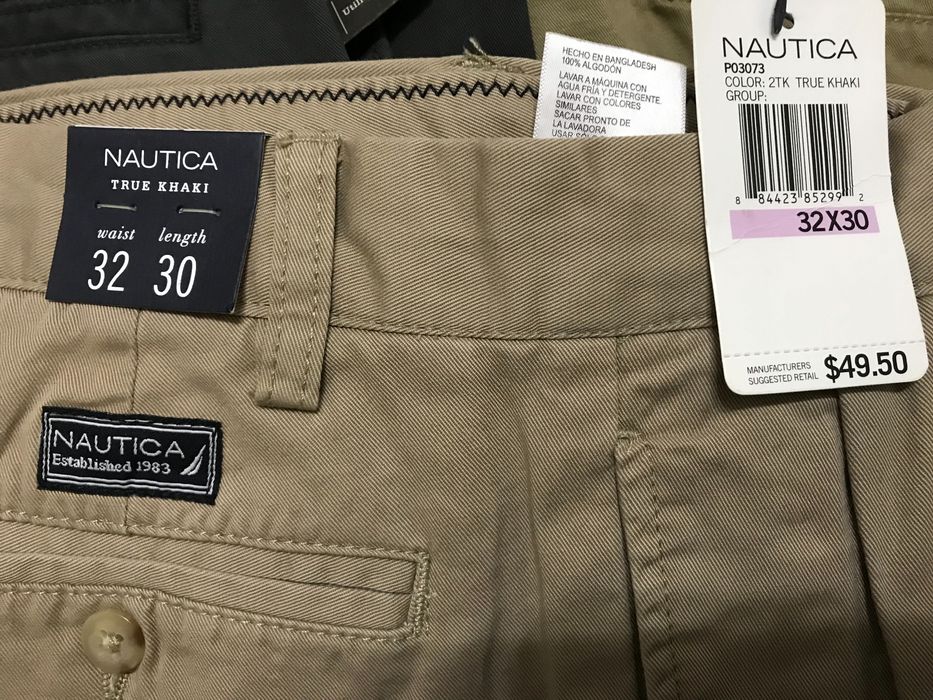 HECHO EN BANGLADESH
100% ALGODÓN
LAVAR A MÁQUINA CON
AGUA FRÍA Y DETERGENTE.
LAVAR CON COLORES
SIMILARES
SACAR PRONTO DE
LA LAVADORA
NAUTICA
P03073
COLOR: 2TK TRUE KHAKI
GROUP:
8 84423 85299 2
32X30
MANUFACTURERS
SUGGESTED RETAIL $49.50
NAUTICA
TRUE KHAKI
waist length
32 30
NAUTICA
Established 1983